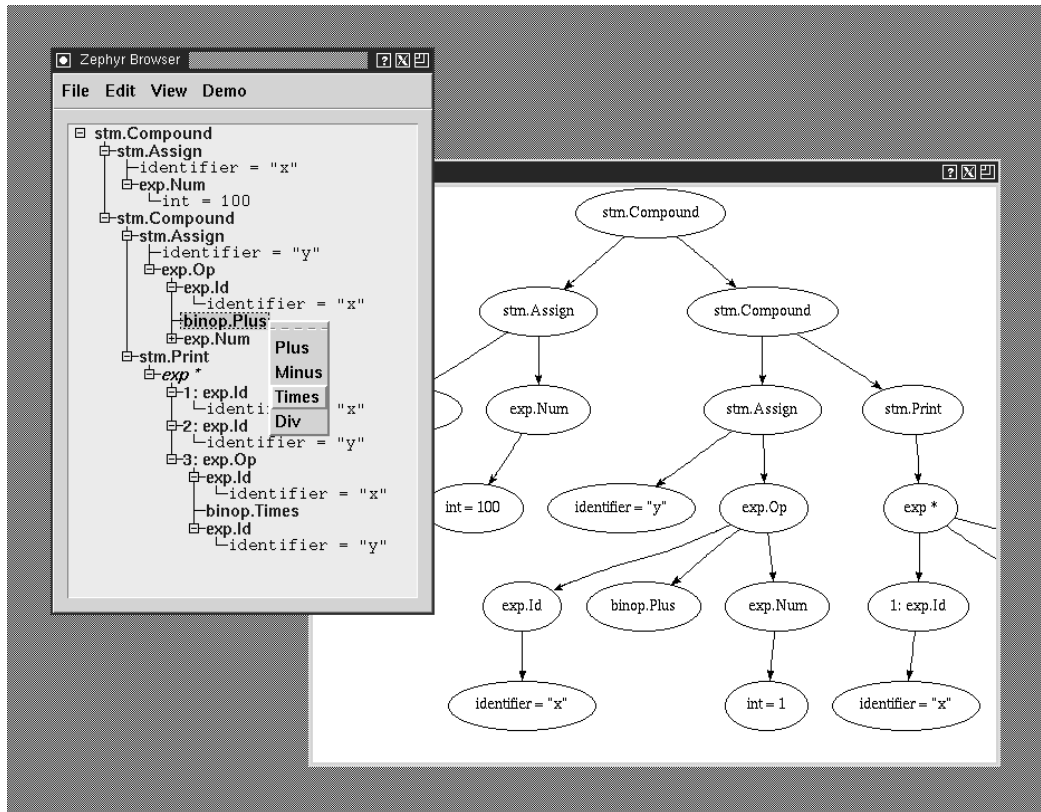 Zephyr Browser
File Edit View Demo
stm.Compound
stm.Assign
identifier = "x"
exp.Num
int = 100
stm.Compound
stm.Assign
identifier = "y"
exp.Op
exp.Id
identifier = "x"
binop.Plus
exp.Num
stm.Print
exp *
1: exp.Id
identifier "x"
2: exp.Id
identifier = "y"
3: exp.Op
exp.Id
identifier = "x"
binop.Times
exp.Id
identifier = "y"
Plus
Minus
Times
Div
stm.Compound
stm.Assign stm.Compound
exp.Num stm.Assign stm.Print
int = 100 identifier = "y" exp.Op exp *
exp.Id binop.Plus exp.Num 1: exp.Id
identifier = "x" int = 1 identifier = "x"